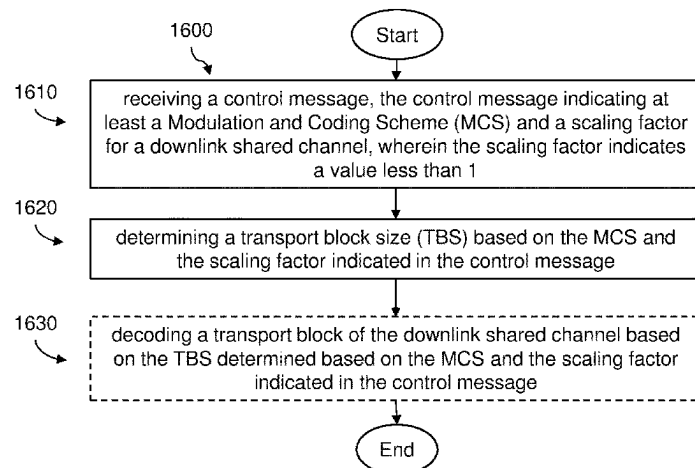 1600
Start
1610
receiving a control message, the control message indicating at
least a Modulation and Coding Scheme (MCS) and a scaling factor
for a downlink shared channel, wherein the scaling factor indicates
a value less than 1
1620
determining a transport block size (TBS) based on the MCS and
the scaling factor indicated in the control message
1630
decoding a transport block of the downlink shared channel based
on the TBS determined based on the MCS and the scaling factor
indicated in the control message
End